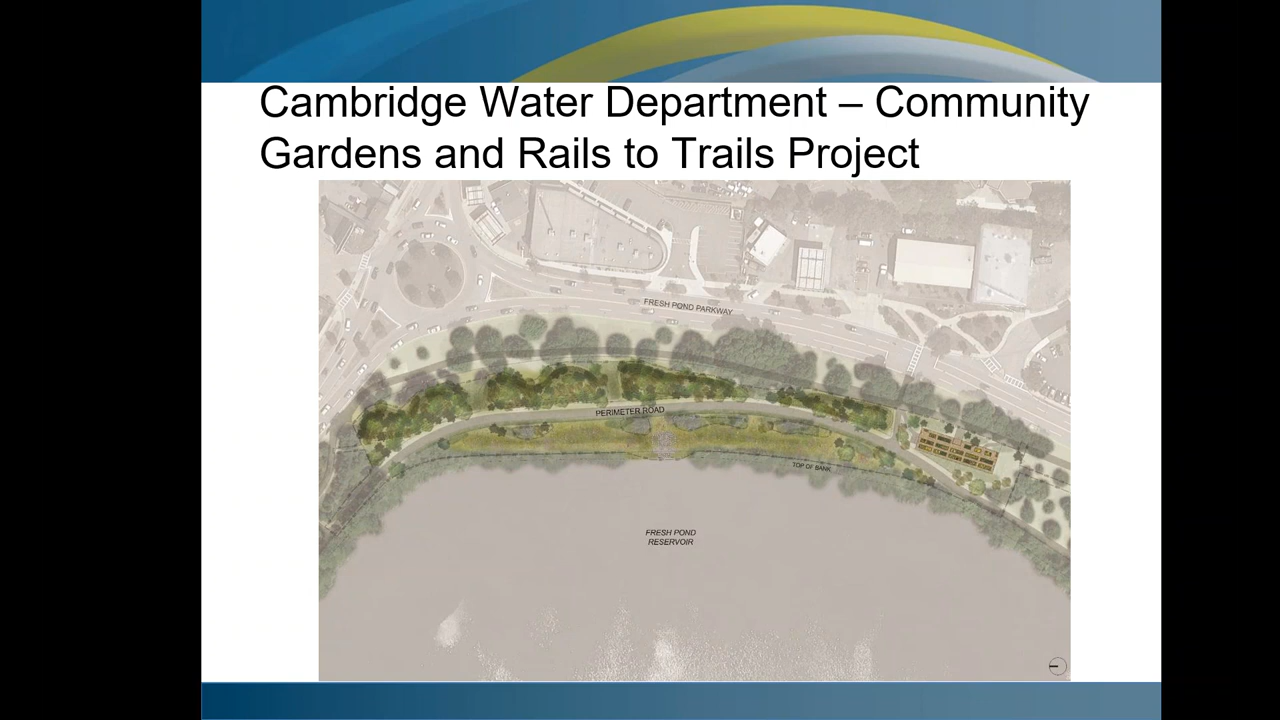 Cambridge Water Department – Community
Gardens and Rails to Trails Project
FRESH POND PARKWAY
PERIMETER ROAD
TOP OF BANK
FRESH POND
RESERVOIR